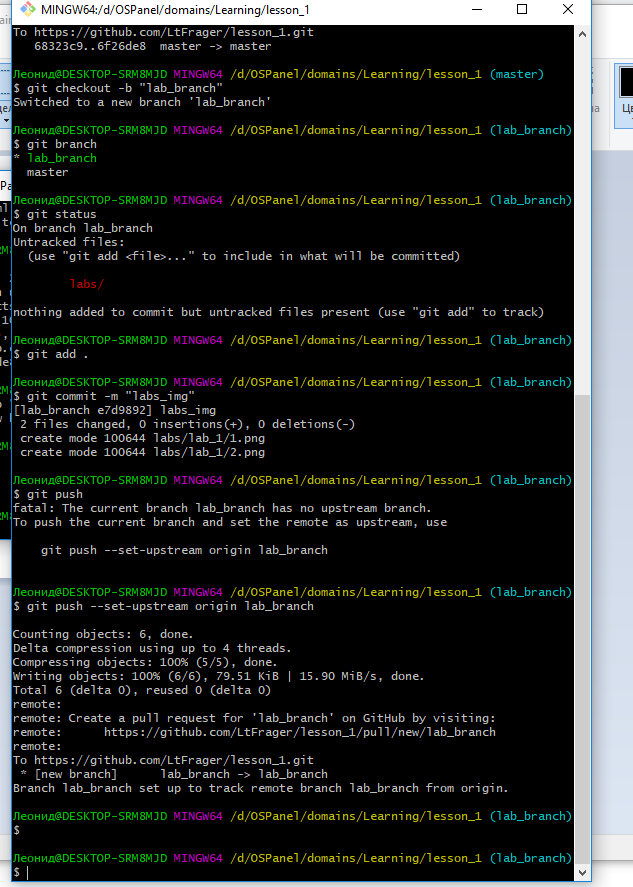 MINGW64:/d/OSPanel/domains/Learning/lesson_1
To https://github.com/LtFrager/lesson_1.git
   68323c9..6f26de8  master -> master
Леонид@DESKTOP-SRM8MJD MINGW64 /d/OSPanel/domains/Learning/lesson_1 (master)
$ git checkout -b "lab_branch"
Switched to a new branch 'lab_branch'
Леонид@DESKTOP-SRM8MJD MINGW64 /d/OSPanel/domains/Learning/lesson_1 (lab_branch)
$ git branch
* lab_branch
  master
Леонид@DESKTOP-SRM8MJD MINGW64 /d/OSPanel/domains/Learning/lesson_1 (lab_branch)
$ git status
On branch lab_branch
Untracked files:
  (use "git add <file>..." to include in what will be committed)
        labs/
nothing added to commit but untracked files present (use "git add" to track)
Леонид@DESKTOP-SRM8MJD MINGW64 /d/OSPanel/domains/Learning/lesson_1 (lab_branch)
$ git add .
Леонид@DESKTOP-SRM8MJD MINGW64 /d/OSPanel/domains/Learning/lesson_1 (lab_branch)
$ git commit -m "labs_img"
[lab_branch e7d9892] labs_img
 2 files changed, 0 insertions(+), 0 deletions(-)
 create mode 100644 labs/lab_1/1.png
 create mode 100644 labs/lab_1/2.png
Леонид@DESKTOP-SRM8MJD MINGW64 /d/OSPanel/domains/Learning/lesson_1 (lab_branch)
$ git push
fatal: The current branch lab_branch has no upstream branch.
To push the current branch and set the remote as upstream, use
    git push --set-upstream origin lab_branch
Леонид@DESKTOP-SRM8MJD MINGW64 /d/OSPanel/domains/Learning/lesson_1 (lab_branch)
$ git push --set-upstream origin lab_branch
Counting objects: 6, done.
Delta compression using up to 4 threads.
Compressing objects: 100% (5/5), done.
Writing objects: 100% (6/6), 79.51 KiB | 15.90 MiB/s, done.
Total 6 (delta 0), reused 0 (delta 0)
remote:
remote: Create a pull request for 'lab_branch' on GitHub by visiting:
remote:      https://github.com/LtFrager/lesson_1/pull/new/lab_branch
remote:
To https://github.com/LtFrager/lesson_1.git
 * [new branch]      lab_branch -> lab_branch
Branch lab_branch set up to track remote branch lab_branch from origin.
Леонид@DESKTOP-SRM8MJD MINGW64 /d/OSPanel/domains/Learning/lesson_1 (lab_branch)
$
Леонид@DESKTOP-SRM8MJD MINGW64 /d/OSPanel/domains/Learning/lesson_1 (lab_branch)
$